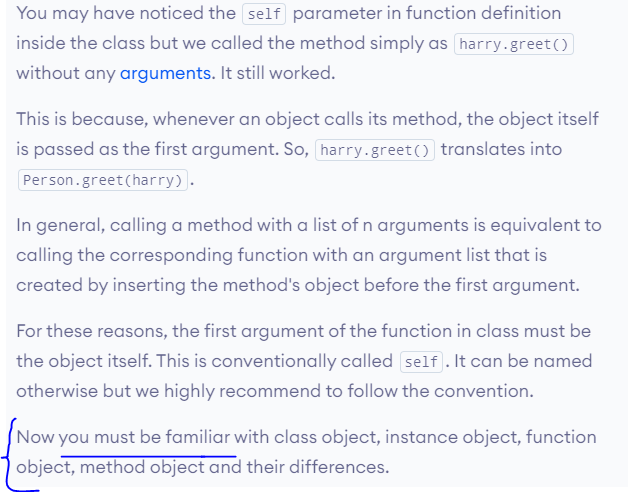 You may have noticed the self parameter in function definition
inside the class but we called the method simply as harry.greet()
without any arguments. It still worked.
This is because, whenever an object calls its method, the object itself
is passed as the first argument. So, harry.greet() translates into
Person.greet(harry).
In general, calling a method with a list of n arguments is equivalent to
calling the corresponding function with an argument list that is
created by inserting the method's object before the first argument.
For these reasons, the first argument of the function in class must be
the object itself. This is conventionally called self. It can be named
otherwise but we highly recommend to follow the convention.
Now you must be familiar with class object, instance object, function
object, method object and their differences.